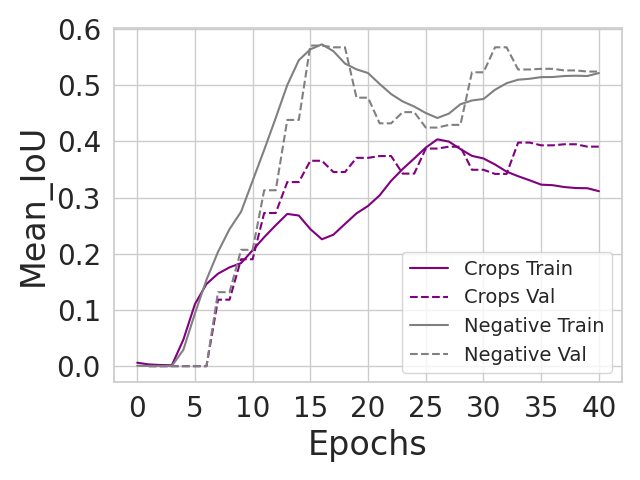 Mean_IoU
0.6
0.5
0.4
0.3
0.2
0.1
0.0
Crops Train
Crops Val
Negative Train
Negative Val
0 5 10 15 20 25 30 35 40
Epochs